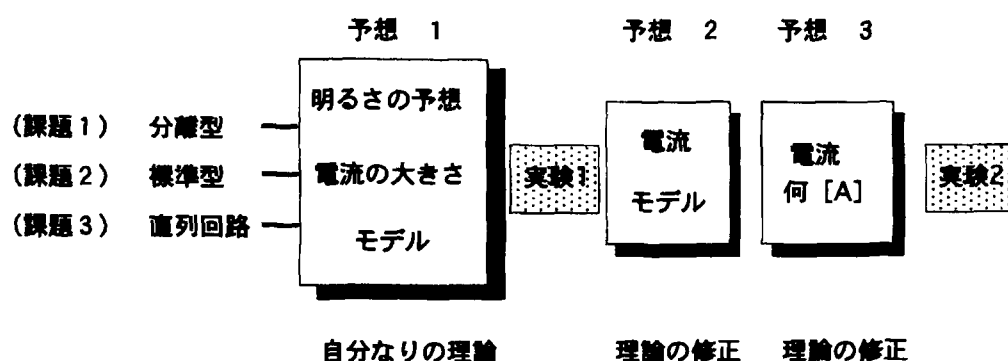 予想 1
予想 2
予想 3
(課題1) 分離型
(課題2)標準型
(課題3) 直列回路
明るさの予想
電流の大きさ
モデル
実験1
電流
モデル
電流
何 [A]
実験2
自分なりの理論
理論の修正
理論の修正